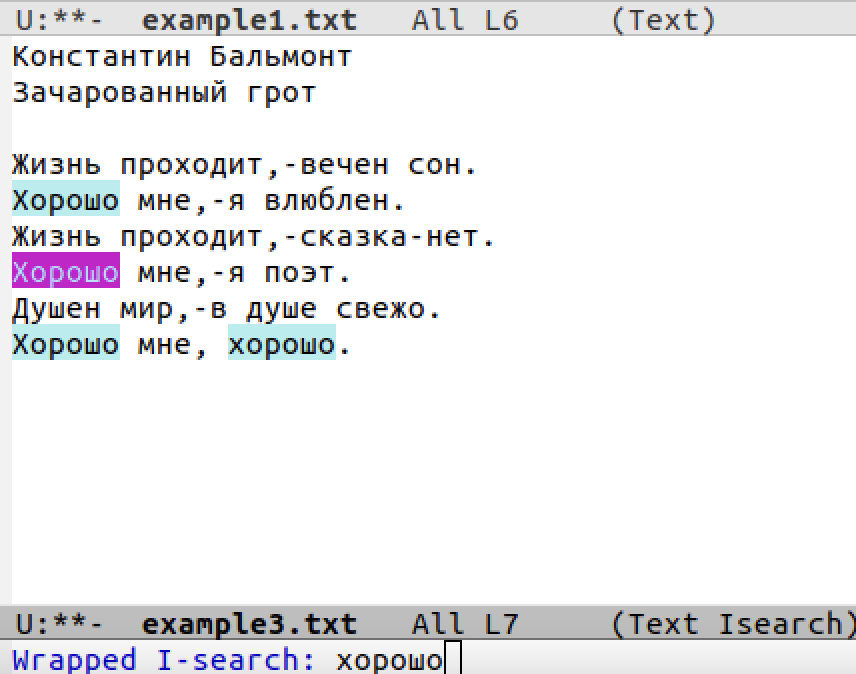 U:**-  example1.txt   All L6     (Text)
Константин Бальмонт
Зачарованный грот

Жизнь проходит,-вечен сон.
Хорошо мне,-я влюблен.
Жизнь проходит,-сказка-нет.
Хорошо мне,-я поэт.
Душен мир,-в душе свежо.
Хорошо мне, хорошо.
U:**-  example3.txt   All L7     (Text Isearch)
Wrapped I-search: хорошо